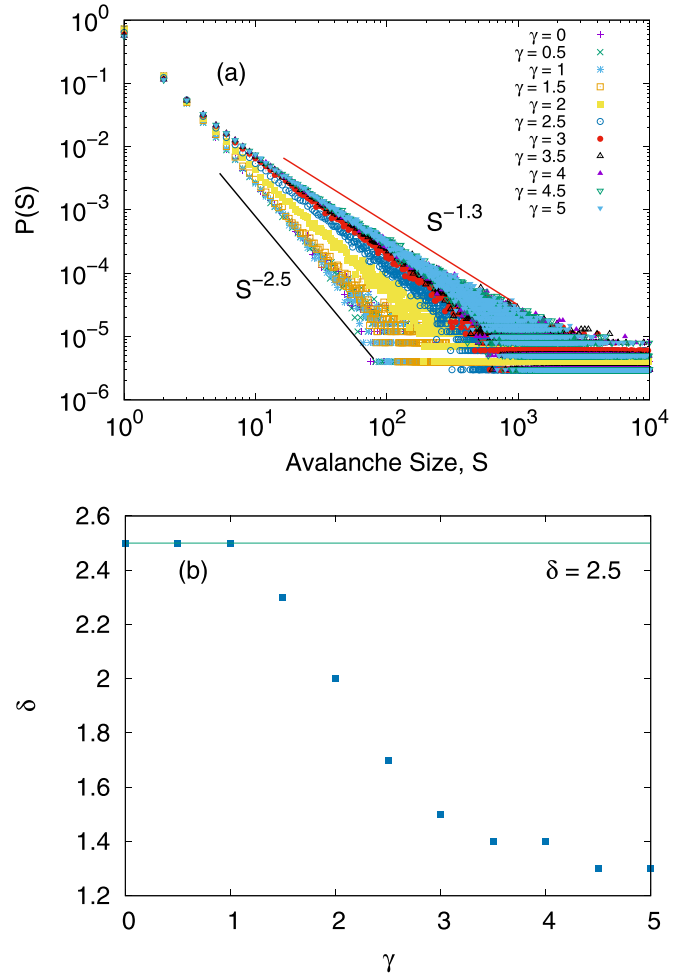 10^0
10^-1
10^-2
10^-3
10^-4
10^-5
10^-6
P(S)
(a)
γ = 0
γ = 0.5
γ = 1
γ = 1.5
γ = 2
γ = 2.5
γ = 3
γ = 3.5
γ = 4
γ = 4.5
γ = 5
S^-1.3
S^-2.5
10^0 10^1 10^2 10^3 10^4
Avalanche Size, S
2.6
2.4
2.2
2
1.8
1.6
1.4
1.2
δ
(b)
δ = 2.5
0 1 2 3 4 5
γ